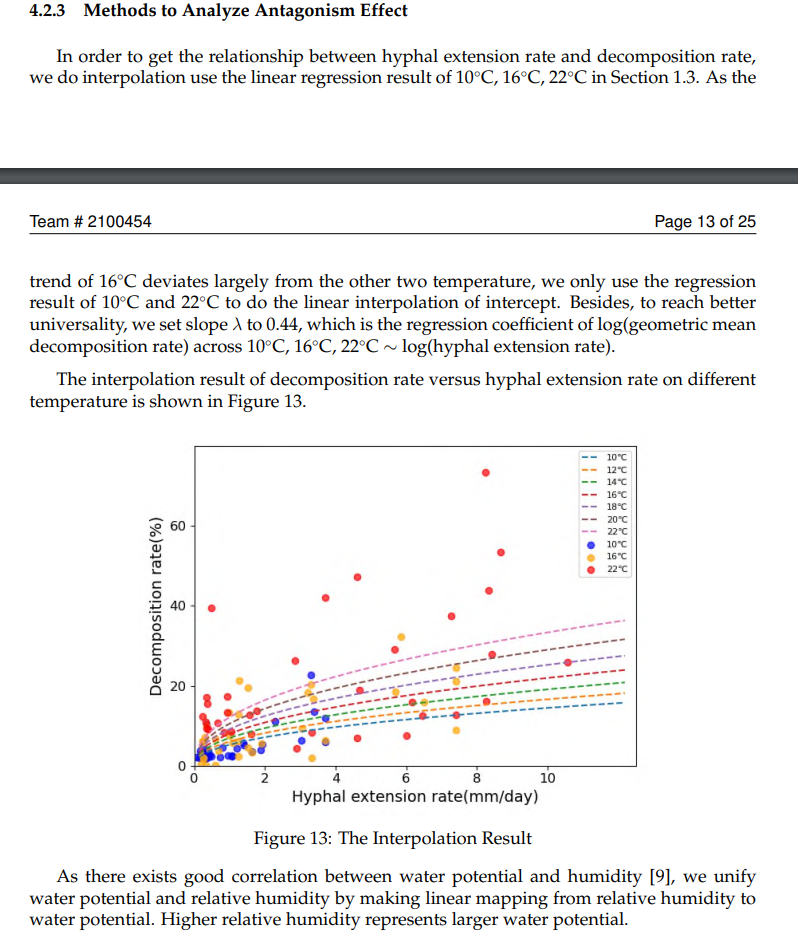 4.2.3 Methods to Analyze Antagonism Effect
In order to get the relationship between hyphal extension rate and decomposition rate,
we do interpolation use the linear regression result of 10°C, 16°C, 22°C in Section 1.3. As the
Team # 2100454
Page 13 of 25
trend of 16°C deviates largely from the other two temperature, we only use the regression
result of 10°C and 22°C to do the linear interpolation of intercept. Besides, to reach better
universality, we set slope λ to 0.44, which is the regression coefficient of log(geometric mean
decomposition rate) across 10°C, 16°C, 22°C ∼ log(hyphal extension rate).
The interpolation result of decomposition rate versus hyphal extension rate on different
temperature is shown in Figure 13.
Decomposition rate(%)
60
40
20
0
0 2 4 6 8 10
Hyphal extension rate(mm/day)
10℃
12℃
14℃
16℃
18℃
20℃
22℃
10℃
16℃
22℃
Figure 13: The Interpolation Result
As there exists good correlation between water potential and humidity [9], we unify
water potential and relative humidity by making linear mapping from relative humidity to
water potential. Higher relative humidity represents larger water potential.